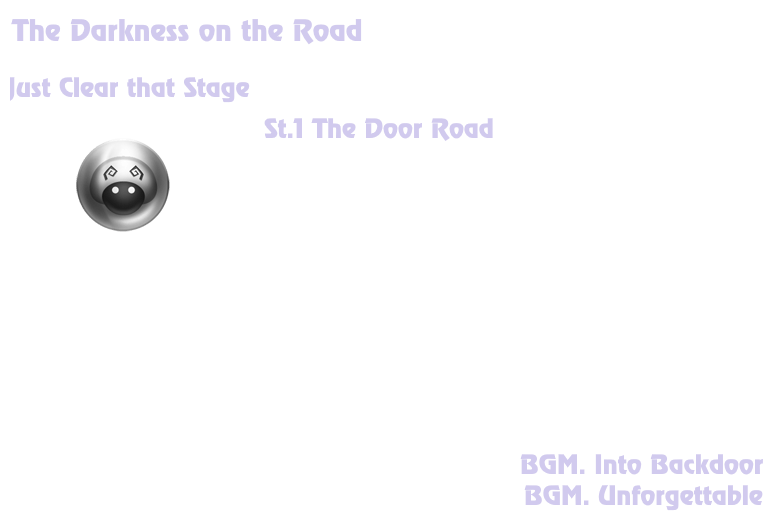 The Darkness on the Road
Just Clear that Stage
St.1 The Door Road
BGM. Into Backdoor
BGM. Unforgettable